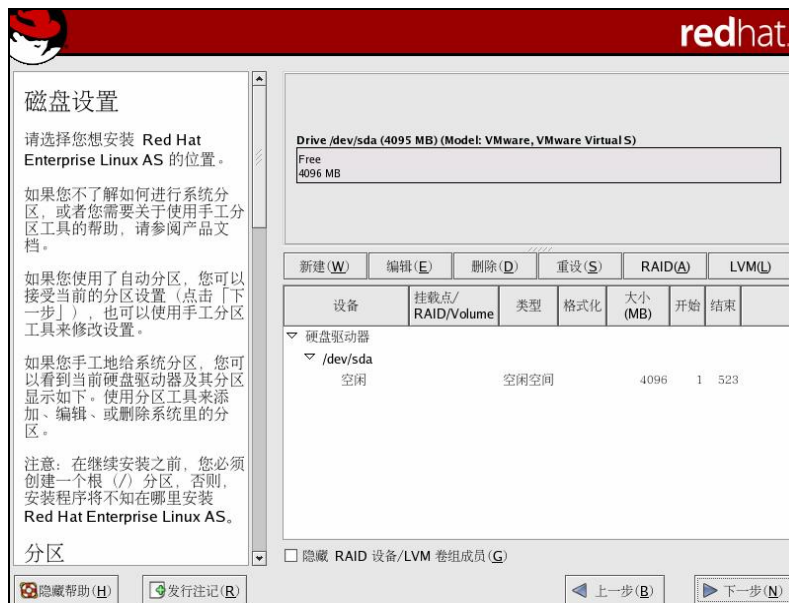 redhat.
磁盘设置
请选择您想安装 Red Hat
Enterprise Linux AS 的位置。
如果您不了解如何进行系统分
区，或者您需要关于使用手工分
区工具的帮助，请参阅产品文
档。
如果您使用了自动分区，您可以
接受当前的分区设置（点击「下
一步」），也可以使用手工分区
工具来修改设置。
如果您手工地给系统分区，您可
以看到当前硬盘驱动器及其分区
显示如下。使用分区工具来添
加、编辑、或删除系统里的分
区。
注意：在继续安装之前，您必须
创建一个根（/）分区，否则，
安装程序将不知在哪里安装
Red Hat Enterprise Linux AS。
分区
Drive /dev/sda (4095 MB) (Model: VMware, VMware Virtual S)
Free
4096 MB
新建(W) 编辑(E) 删除(D) 重设(S) RAID(A) LVM(L)
设备 挂载点/ RAID/Volume 类型 格式化 大小 (MB) 开始 结束
硬盘驱动器
/dev/sda
空闲 空闲空间 4096 1 523
隐藏 RAID 设备/LVM 卷组成员(G)
隐藏帮助(H) 发行注记(R) 上一步(B) 下一步(N)